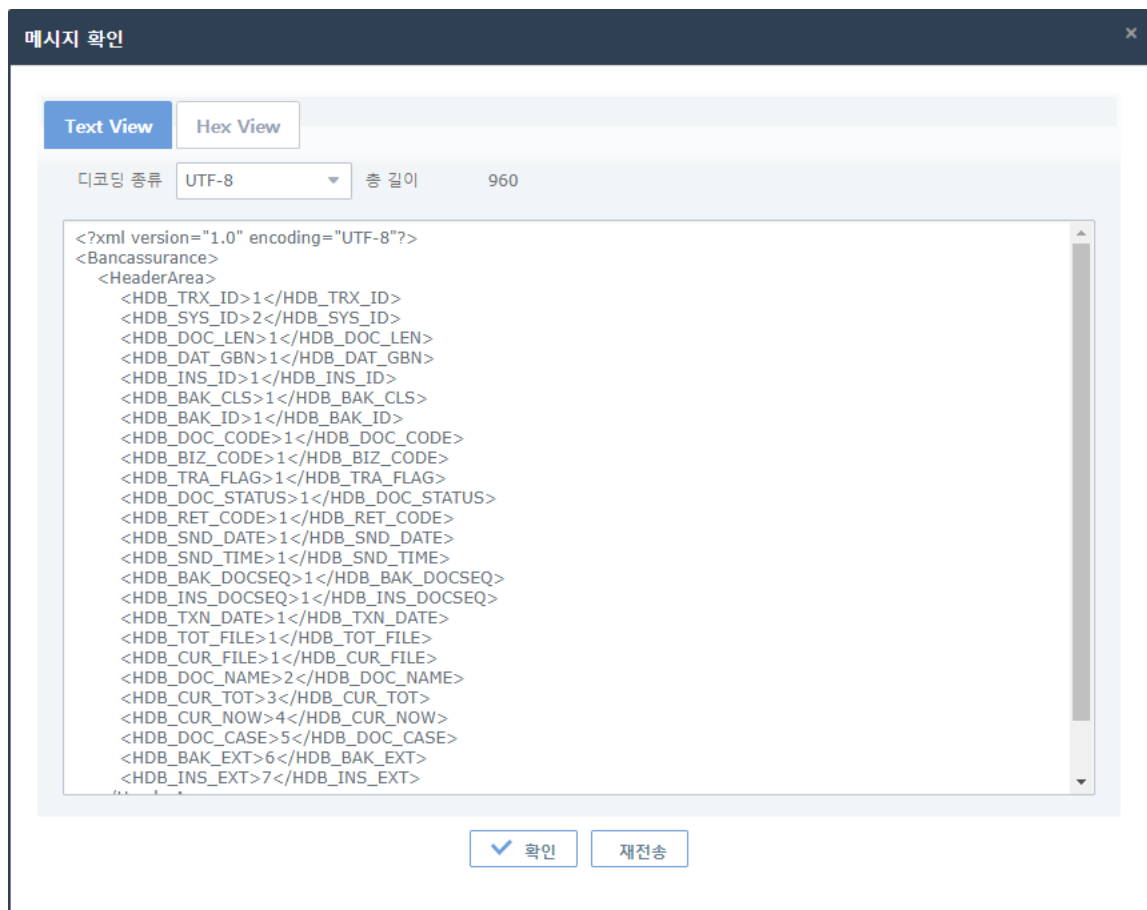 메시지 확인
×
Text View
Hex View
디코딩 종류 UTF-8 총 길이 960
<?xml version="1.0" encoding="UTF-8"?>
<Bancassurance>
<HeaderArea>
<HDB_TRX_ID>1</HDB_TRX_ID>
<HDB_SYS_ID>2</HDB_SYS_ID>
<HDB_DOC_LEN>1</HDB_DOC_LEN>
<HDB_DAT_GBN>1</HDB_DAT_GBN>
<HDB_INS_ID>1</HDB_INS_ID>
<HDB_BAK_CLS>1</HDB_BAK_CLS>
<HDB_BAK_ID>1</HDB_BAK_ID>
<HDB_DOC_CODE>1</HDB_DOC_CODE>
<HDB_BIZ_CODE>1</HDB_BIZ_CODE>
<HDB_TRA_FLAG>1</HDB_TRA_FLAG>
<HDB_DOC_STATUS>1</HDB_DOC_STATUS>
<HDB_RET_CODE>1</HDB_RET_CODE>
<HDB_SND_DATE>1</HDB_SND_DATE>
<HDB_SND_TIME>1</HDB_SND_TIME>
<HDB_BAK_DOCSEQ>1</HDB_BAK_DOCSEQ>
<HDB_INS_DOCSEQ>1</HDB_INS_DOCSEQ>
<HDB_TXN_DATE>1</HDB_TXN_DATE>
<HDB_TOT_FILE>1</HDB_TOT_FILE>
<HDB_CUR_FILE>1</HDB_CUR_FILE>
<HDB_DOC_NAME>2</HDB_DOC_NAME>
<HDB_CUR_TOT>3</HDB_CUR_TOT>
<HDB_CUR_NOW>4</HDB_CUR_NOW>
<HDB_DOC_CASE>5</HDB_DOC_CASE>
<HDB_BAK_EXT>6</HDB_BAK_EXT>
<HDB_INS_EXT>7</HDB_INS_EXT>
확인
재전송